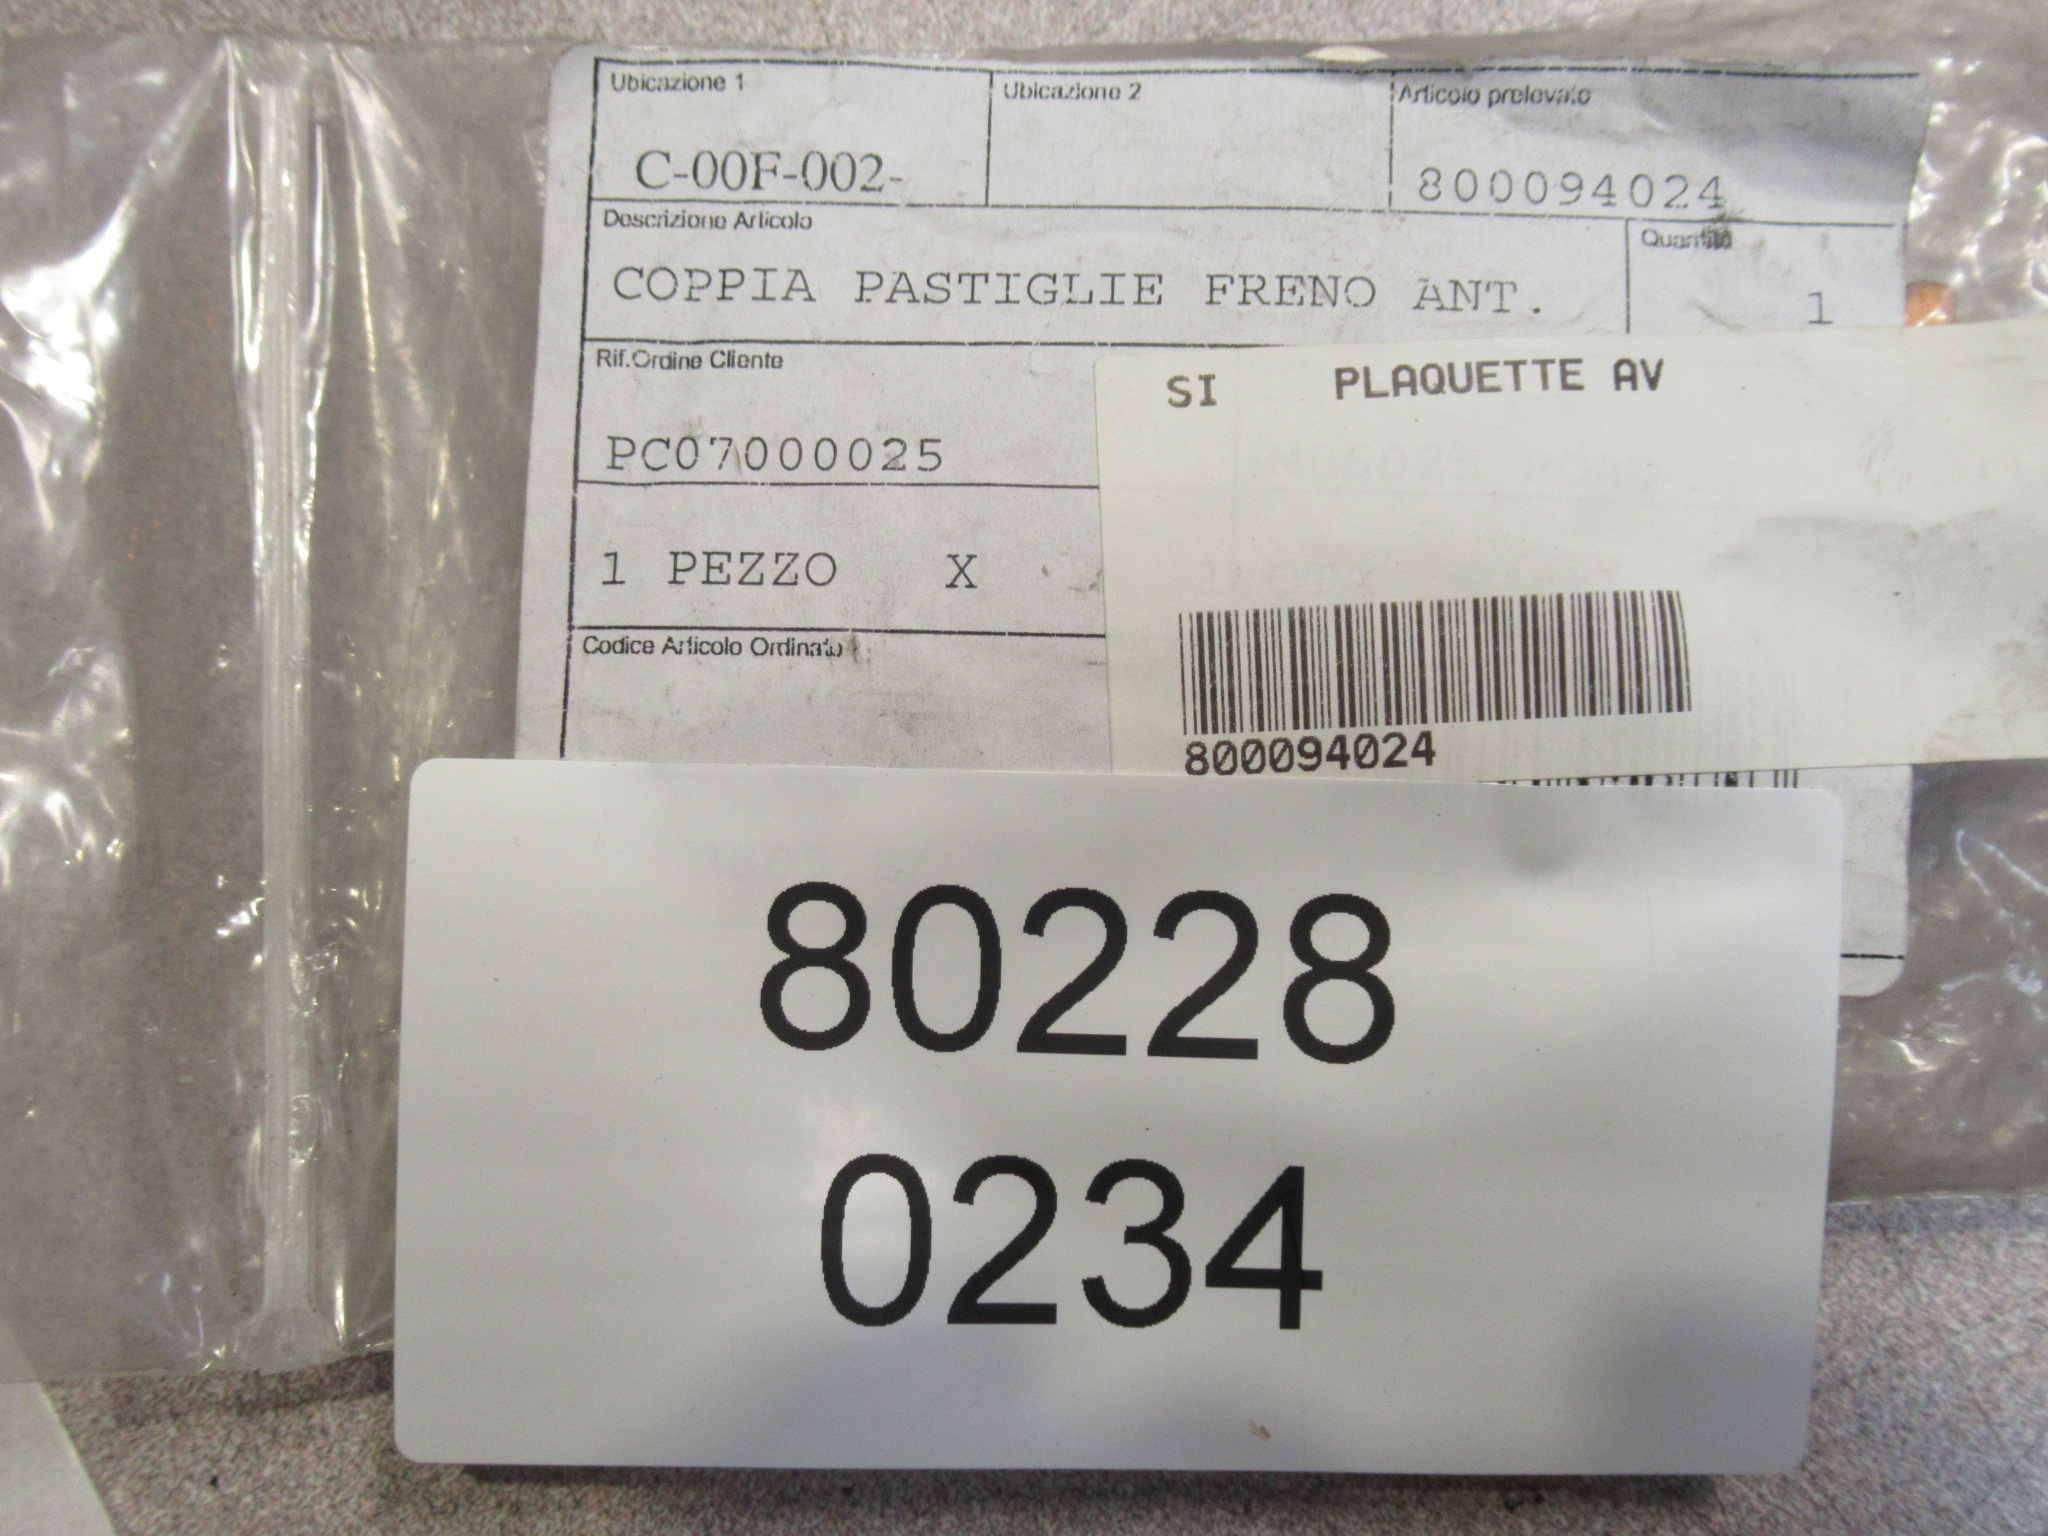 Ubicazione 1
Ubicazione 2
Articolo prelevato
C-00F-002-
800094024
Descrizione Articolo
Quantità
COPPIA PASTIGLIE FRENO ANT.
1
Rif.Ordine Cliente
SI PLAQUETTE AV
PC07000025
1 PEZZO X
Codice Articolo Ordinato
800094024
80228
0234